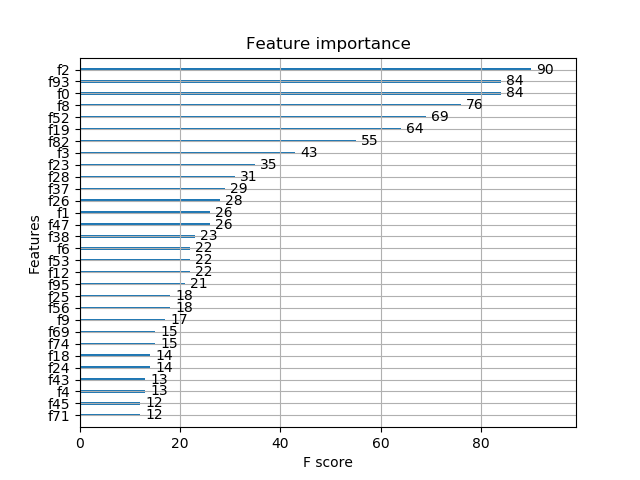 Feature importance
f2 90
f93 84
f0 84
f8 76
f52 69
f19 64
f82 55
f3 43
f23 35
f28 31
f37 29
f26 28
f1 26
f47 26
f38 23
f6 22
f53 22
f12 22
f95 21
f25 18
f56 18
f9 17
f69 15
f74 15
f18 14
f24 14
f43 13
f4 13
f45 12
f71 12
0 20 40 60 80
F score
Features